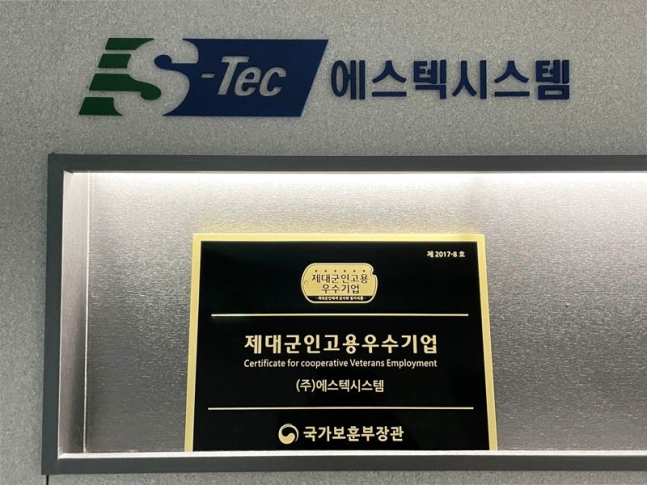 S-Tec 에스텍시스템
제 2017-8 호
제대군인고용
우수기업
제대군인고용우수기업
Certificate for cooperative Veterans Employment
(주)에스텍시스템
국가보훈부장관